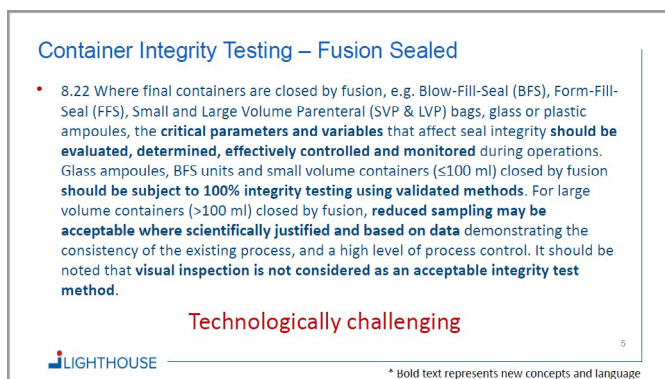 Container Integrity Testing – Fusion Sealed
• 8.22 Where final containers are closed by fusion, e.g. Blow-Fill-Seal (BFS), Form-Fill-
Seal (FFS), Small and Large Volume Parenteral (SVP & LVP) bags, glass or plastic
ampoules, the critical parameters and variables that affect seal integrity should be
evaluated, determined, effectively controlled and monitored during operations.
Glass ampoules, BFS units and small volume containers (≤100 ml) closed by fusion
should be subject to 100% integrity testing using validated methods. For large
volume containers (>100 ml) closed by fusion, reduced sampling may be
acceptable where scientifically justified and based on data demonstrating the
consistency of the existing process, and a high level of process control. It should be
noted that visual inspection is not considered as an acceptable integrity test
method.
Technologically challenging
5
LIGHTHOUSE
* Bold text represents new concepts and language